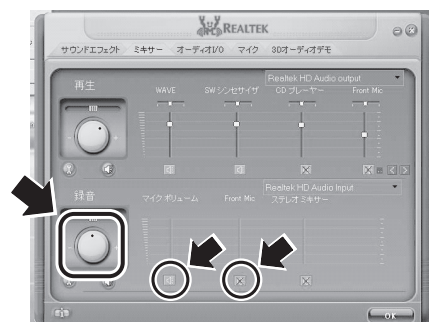 REALTEK
サウンドエフェクト ミキサー オーディオI/O マイク 3Dオーディオデモ
再生
Realtek HD Audio output
WAVE SWシンセサイザ CDプレーヤー Front Mic
録音
Realtek HD Audio Input
マイクボリューム Front Mic ステレオ ミキサー
OK